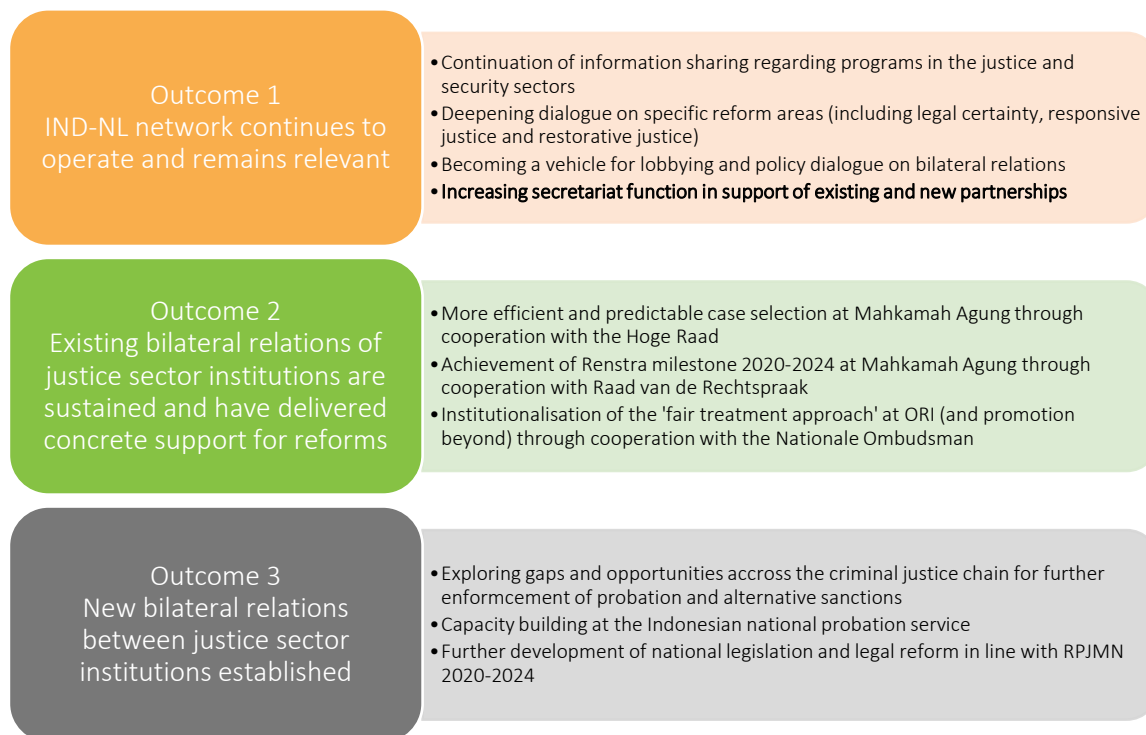 Outcome 1
IND-NL network continues to
operate and remains relevant
•Continuation of information sharing regarding programs in the justice and
security sectors
•Deepening dialogue on specific reform areas (including legal certainty, responsive
justice and restorative justice)
•Becoming a vehicle for lobbying and policy dialogue on bilateral relations
•Increasing secretariat function in support of existing and new partnerships
Outcome 2
Existing bilateral relations of
justice sector institutions are
sustained and have delivered
concrete support for reforms
•More efficient and predictable case selection at Mahkamah Agung through
cooperation with the Hoge Raad
•Achievement of Renstra milestone 2020-2024 at Mahkamah Agung through
cooperation with Raad van de Rechtspraak
•Institutionalisation of the 'fair treatment approach' at ORI (and promotion
beyond) through cooperation with the Nationale Ombudsman
Outcome 3
New bilateral relations
between justice sector
institutions established
•Exploring gaps and opportunities accross the criminal justice chain for further
enformcement of probation and alternative sanctions
•Capacity building at the Indonesian national probation service
•Further development of national legislation and legal reform in line with RPJMN
2020-2024